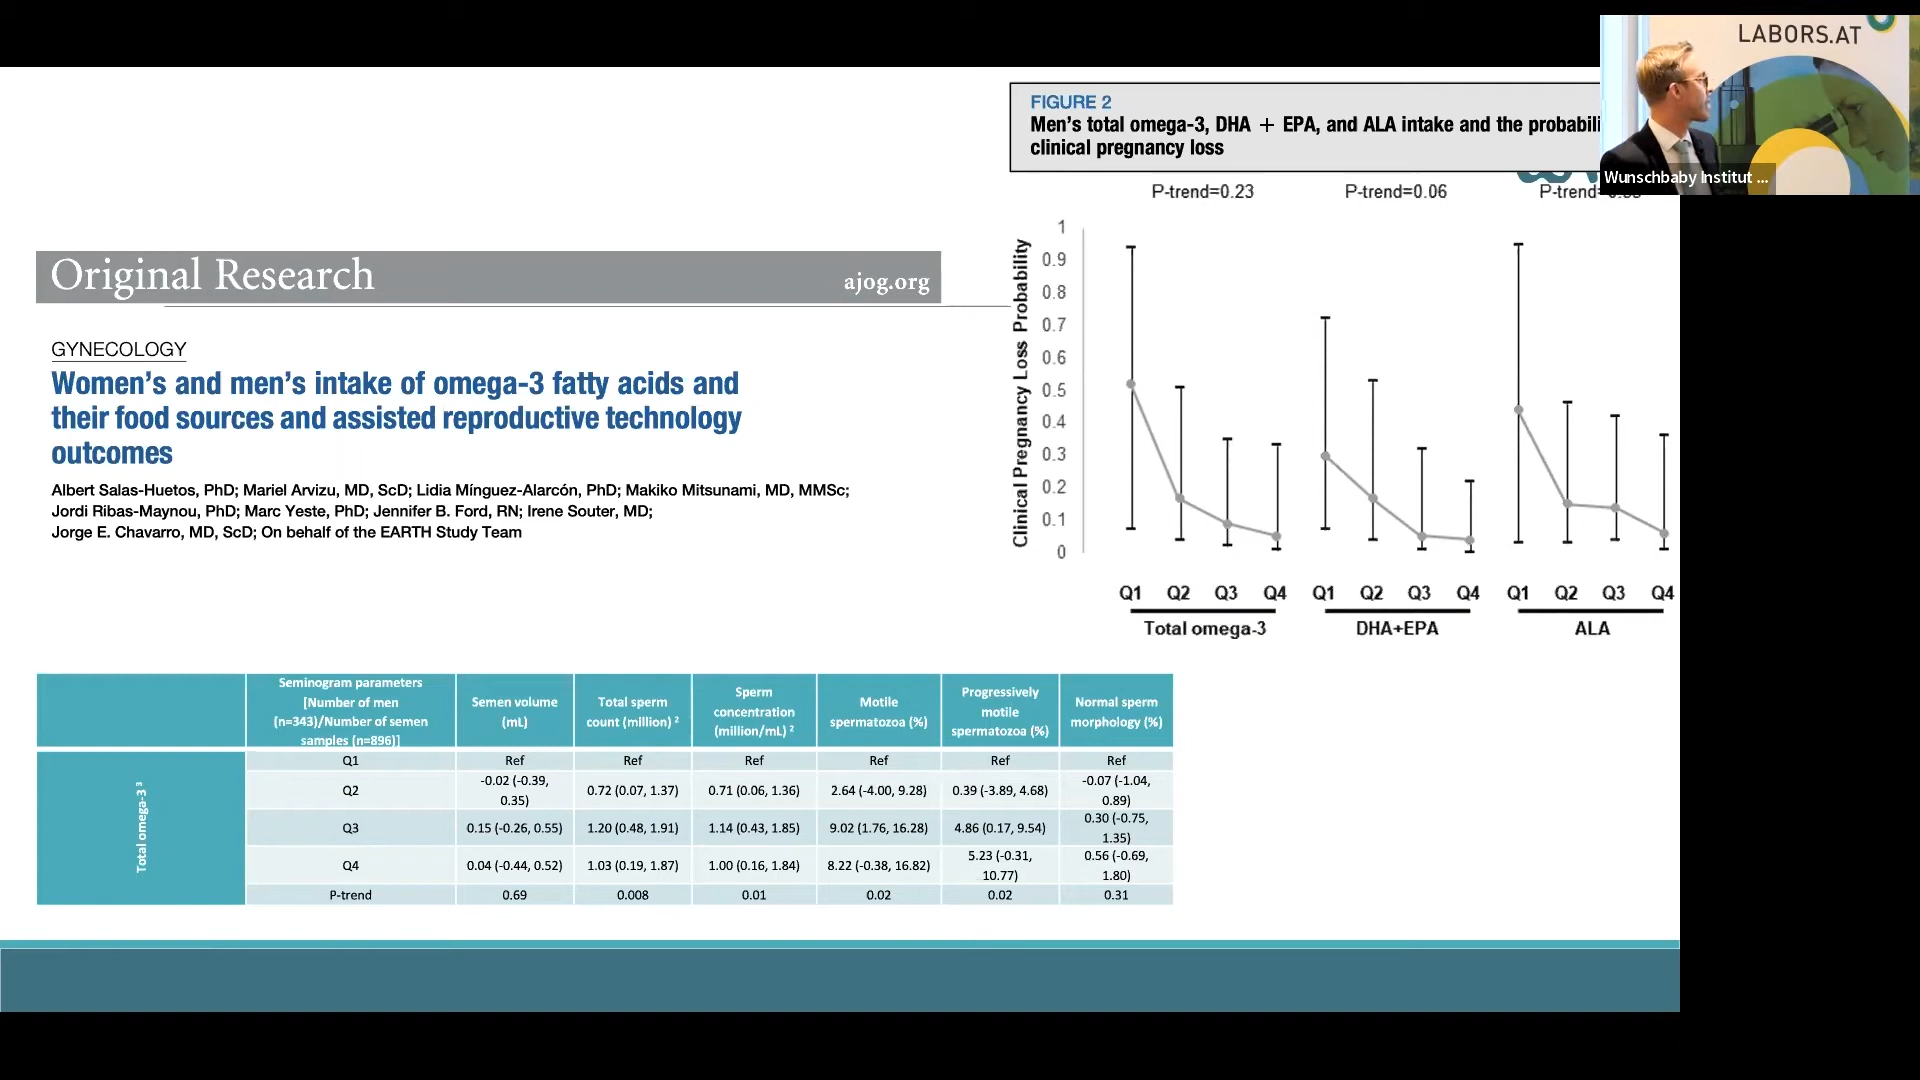 LABORS.AT
Wunschbaby Institut ...
FIGURE 2
Men's total omega-3, DHA + EPA, and ALA intake and the probabili
clinical pregnancy loss
P-trend=0.23 P-trend=0.06 P-trend=
Original Research
ajog.org
GYNECOLOGY
Women's and men's intake of omega-3 fatty acids and
their food sources and assisted reproductive technology
outcomes
Albert Salas-Huetos, PhD; Mariel Arvizu, MD, ScD; Lidia Mínguez-Alarcón, PhD; Makiko Mitsunami, MD, MMSc;
Jordi Ribas-Maynou, PhD; Marc Yeste, PhD; Jennifer B. Ford, RN; Irene Souter, MD;
Jorge E. Chavarro, MD, ScD; On behalf of the EARTH Study Team
Clinical Pregnancy Loss Probability
1
0.9
0.8
0.7
0.6
0.5
0.4
0.3
0.2
0.1
0
Q1 Q2 Q3 Q4 Q1 Q2 Q3 Q4 Q1 Q2 Q3 Q4
Total omega-3 DHA+EPA ALA
Seminogram parameters
[Number of men
(n=343)/Number of semen
samples (n=896)]
Semen volume
(mL)
Total sperm
count (million) ²
Sperm
concentration
(million/mL) ²
Motile
spermatozoa (%)
Progressively
motile
spermatozoa (%)
Normal sperm
morphology (%)
Total omega-3 ³
Q1 Ref Ref Ref Ref Ref Ref
Q2 -0.02 (-0.39, 0.35) 0.72 (0.07, 1.37) 0.71 (0.06, 1.36) 2.64 (-4.00, 9.28) 0.39 (-3.89, 4.68) -0.07 (-1.04, 0.89)
Q3 0.15 (-0.26, 0.55) 1.20 (0.48, 1.91) 1.14 (0.43, 1.85) 9.02 (1.76, 16.28) 4.86 (0.17, 9.54) 0.30 (-0.75, 1.35)
Q4 0.04 (-0.44, 0.52) 1.03 (0.19, 1.87) 1.00 (0.16, 1.84) 8.22 (-0.38, 16.82) 5.23 (-0.31, 10.77) 0.56 (-0.69, 1.80)
P-trend 0.69 0.008 0.01 0.02 0.02 0.31